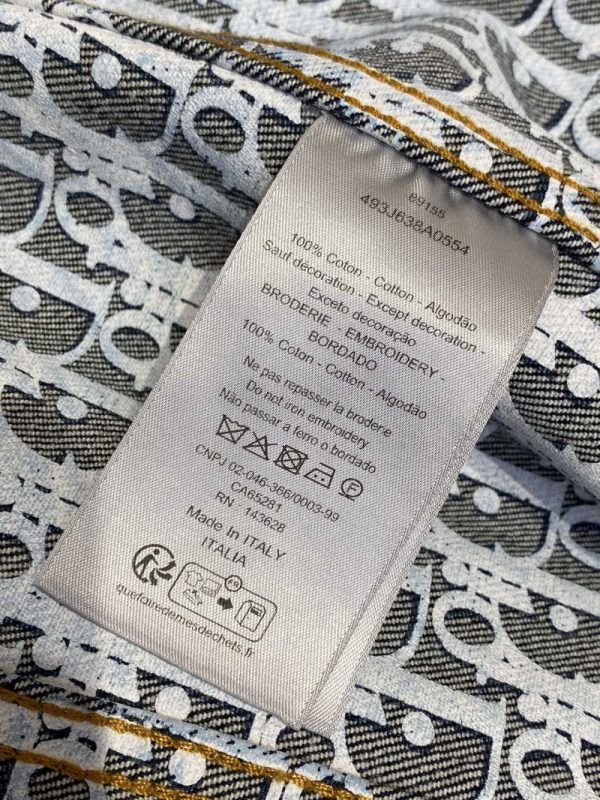 89155
493J638A0554
100% Coton - Cotton - Algodão
Sauf décoration - Except decoration -
Exceto decoração
BRODERIE - EMBROIDERY -
BORDADO
100% Coton - Cotton - Algodão
Ne pas repasser la broderie
Do not iron embroidery
Não passar a ferro o bordado
CNPJ 02-046-366/0003-99
CA65281
RN 143628
Made In ITALY
ITALIA
FR
quefairedemesdechets.fr